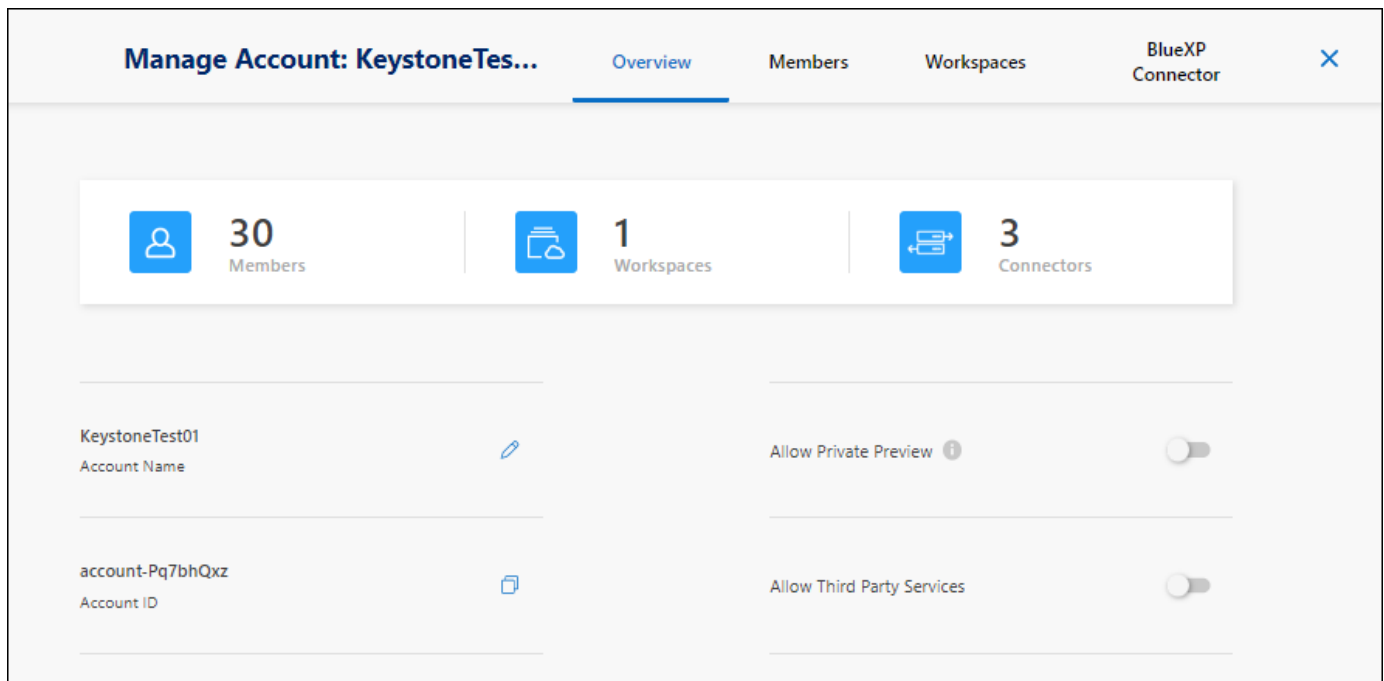 Manage Account: KeystoneTes...
Overview
Members
Workspaces
BlueXP
Connector
30
Members
1
Workspaces
3
Connectors
KeystoneTest01
Account Name
Allow Private Preview
account-Pq7bhQxz
Account ID
Allow Third Party Services